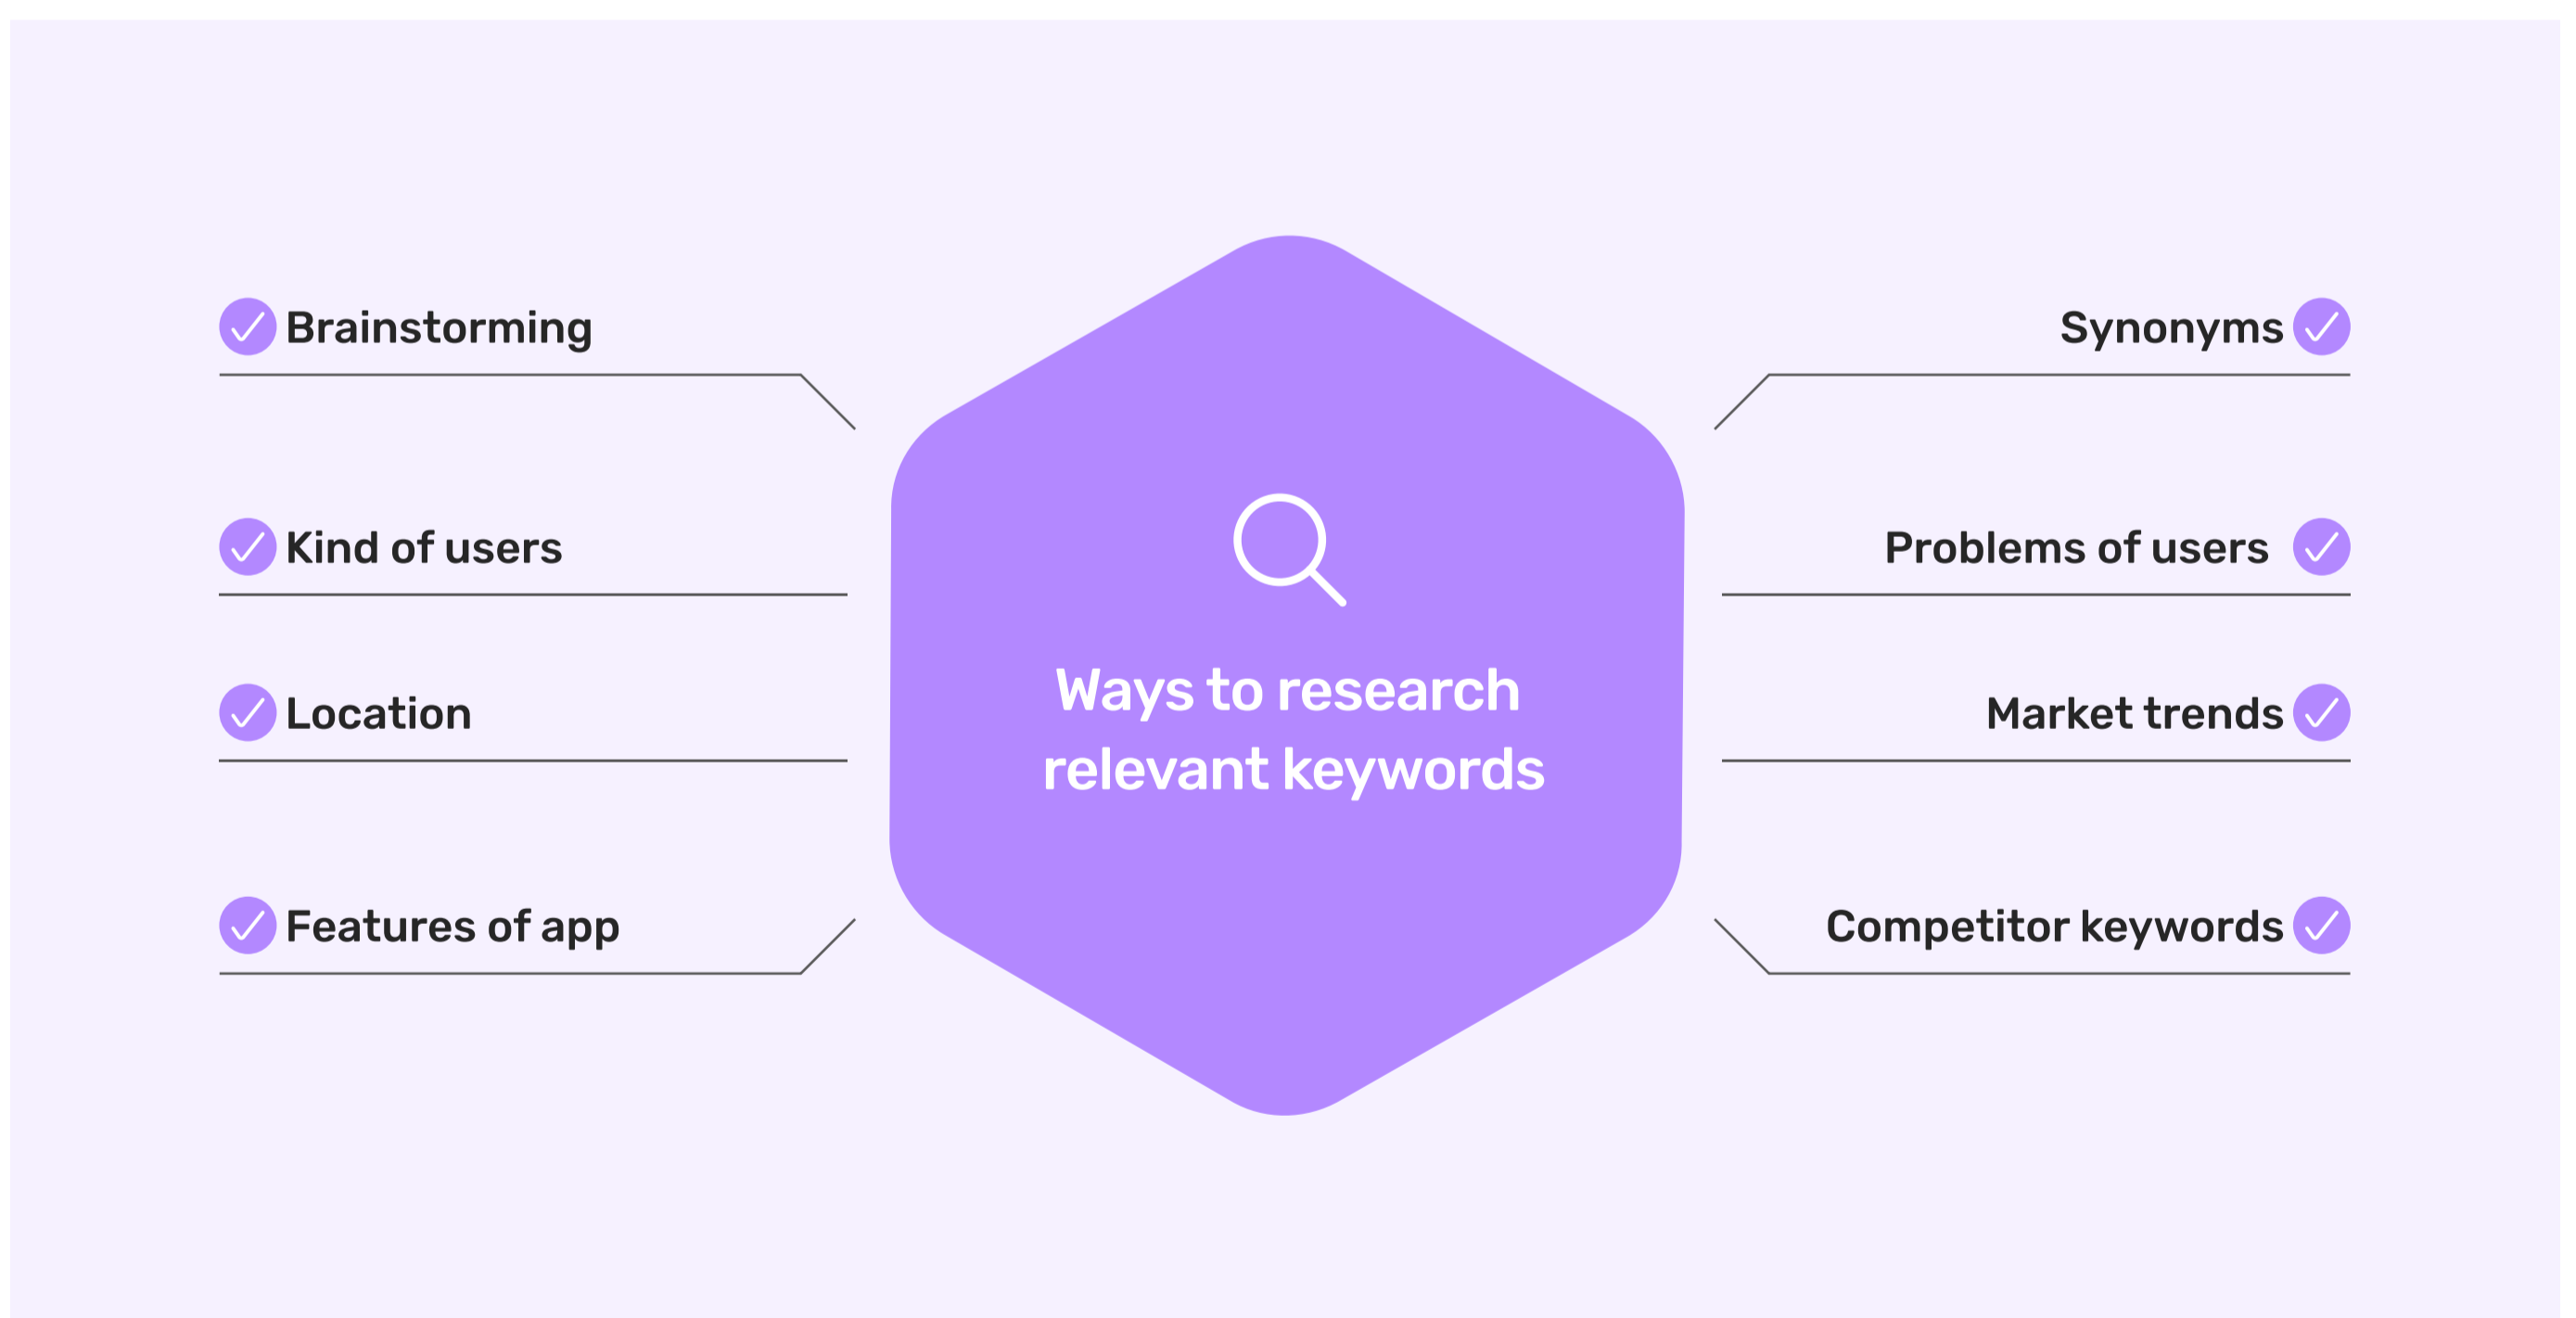 Brainstorming
Kind of users
Location
Features of app
Ways to research
relevant keywords
Synonyms
Problems of users
Market trends
Competitor keywords